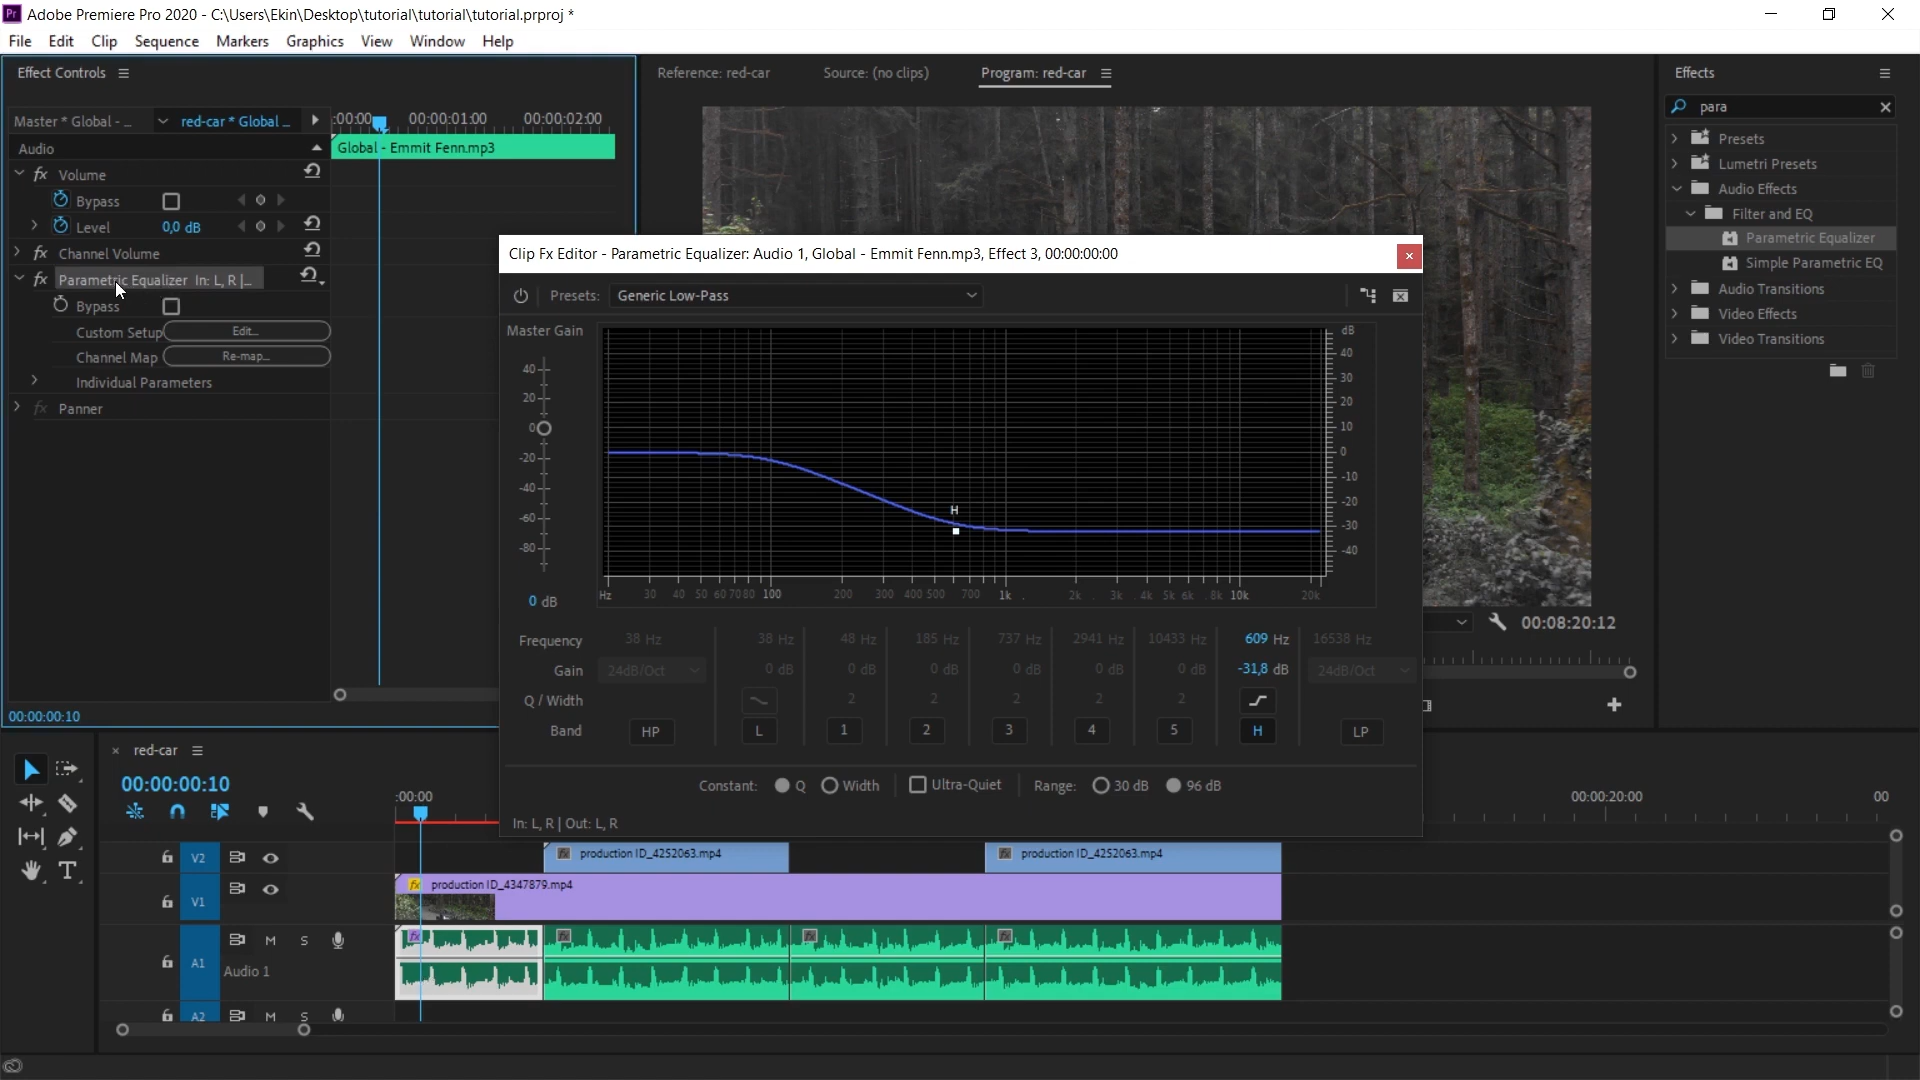 Pr Adobe Premiere Pro 2020 - C:\Users\Ekin\Desktop\tutorial\tutorial\tutorial.prproj *
File Edit Clip Sequence Markers Graphics View Window Help
Effect Controls
Reference: red-car Source: (no clips) Program: red-car
Effects
para
Master * Global - ... red-car * Global ... :00:00 00:00:01:00 00:00:02:00
Audio
Global - Emmit Fenn.mp3
fx Volume
Bypass
Level 0,0 dB
fx Channel Volume
fx Parametric Equalizer In: L, R |...
Bypass
Custom Setup Edit...
Channel Map Re-map...
Individual Parameters
fx Panner
00:00:00:10
Presets
Lumetri Presets
Audio Effects
Filter and EQ
Parametric Equalizer
Simple Parametric EQ
Audio Transitions
Video Effects
Video Transitions
00:08:20:12
Clip Fx Editor - Parametric Equalizer: Audio 1, Global - Emmit Fenn.mp3, Effect 3, 00:00:00:00
Presets: Generic Low-Pass
Master Gain
40
20
0
-20
-40
-60
-80
0 dB
dB
40
30
20
10
0
-10
-20
-30
-40
H
Hz 30 40 50 60 70 80 100 200 300 400 500 700 1k 2k 3k 4k 5k 6k 8k 10k 20k
Frequency 38 Hz 38 Hz 48 Hz 185 Hz 737 Hz 2941 Hz 10433 Hz 609 Hz 16538 Hz
Gain 24dB/Oct 0 dB 0 dB 0 dB 0 dB 0 dB 0 dB -31,8 dB 24dB/Oct
Q / Width 2 2 2 2 2
Band HP L 1 2 3 4 5 H LP
Constant: Q Width Ultra-Quiet Range: 30 dB 96 dB
In: L, R | Out: L, R
red-car
00:00:00:10
:00:00 00:00:20:00 00
V2 fx production ID_4252063.mp4 fx production ID_4252063.mp4
V1 fx production ID_4347879.mp4
A1 M S fx fx fx fx
Audio 1
A2 M S
T